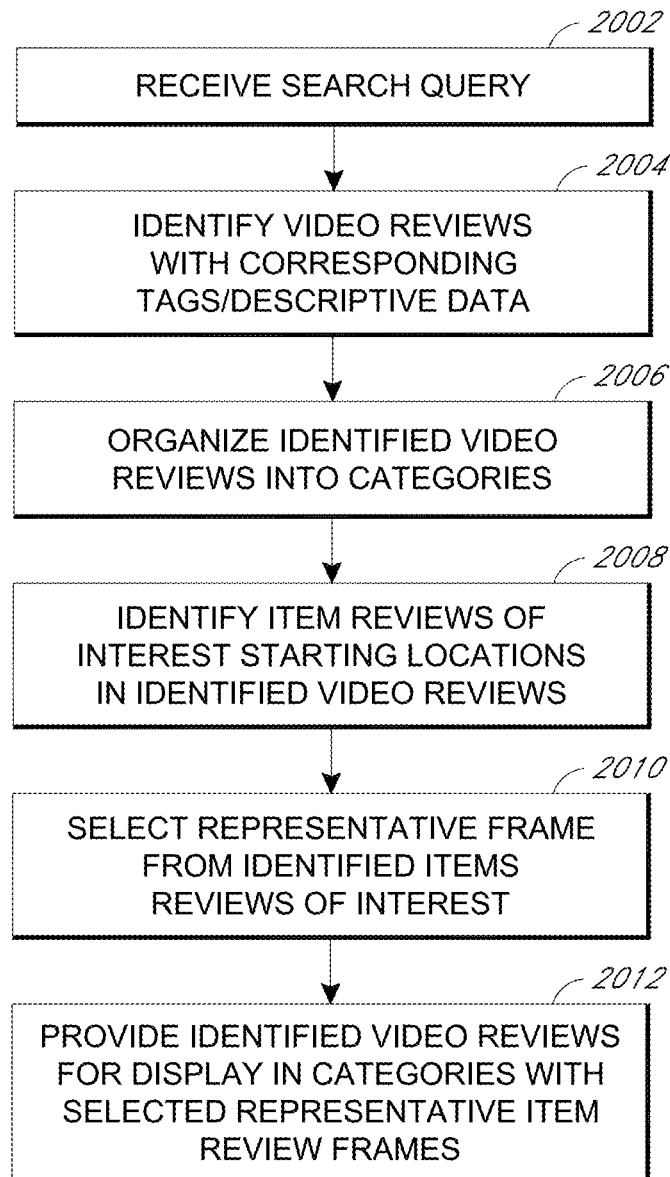 2002
RECEIVE SEARCH QUERY
2004
IDENTIFY VIDEO REVIEWS
WITH CORRESPONDING
TAGS/DESCRIPTIVE DATA
2006
ORGANIZE IDENTIFIED VIDEO
REVIEWS INTO CATEGORIES
2008
IDENTIFY ITEM REVIEWS OF
INTEREST STARTING LOCATIONS
IN IDENTIFIED VIDEO REVIEWS
2010
SELECT REPRESENTATIVE FRAME
FROM IDENTIFIED ITEMS
REVIEWS OF INTEREST
2012
PROVIDE IDENTIFIED VIDEO REVIEWS
FOR DISPLAY IN CATEGORIES WITH
SELECTED REPRESENTATIVE ITEM
REVIEW FRAMES